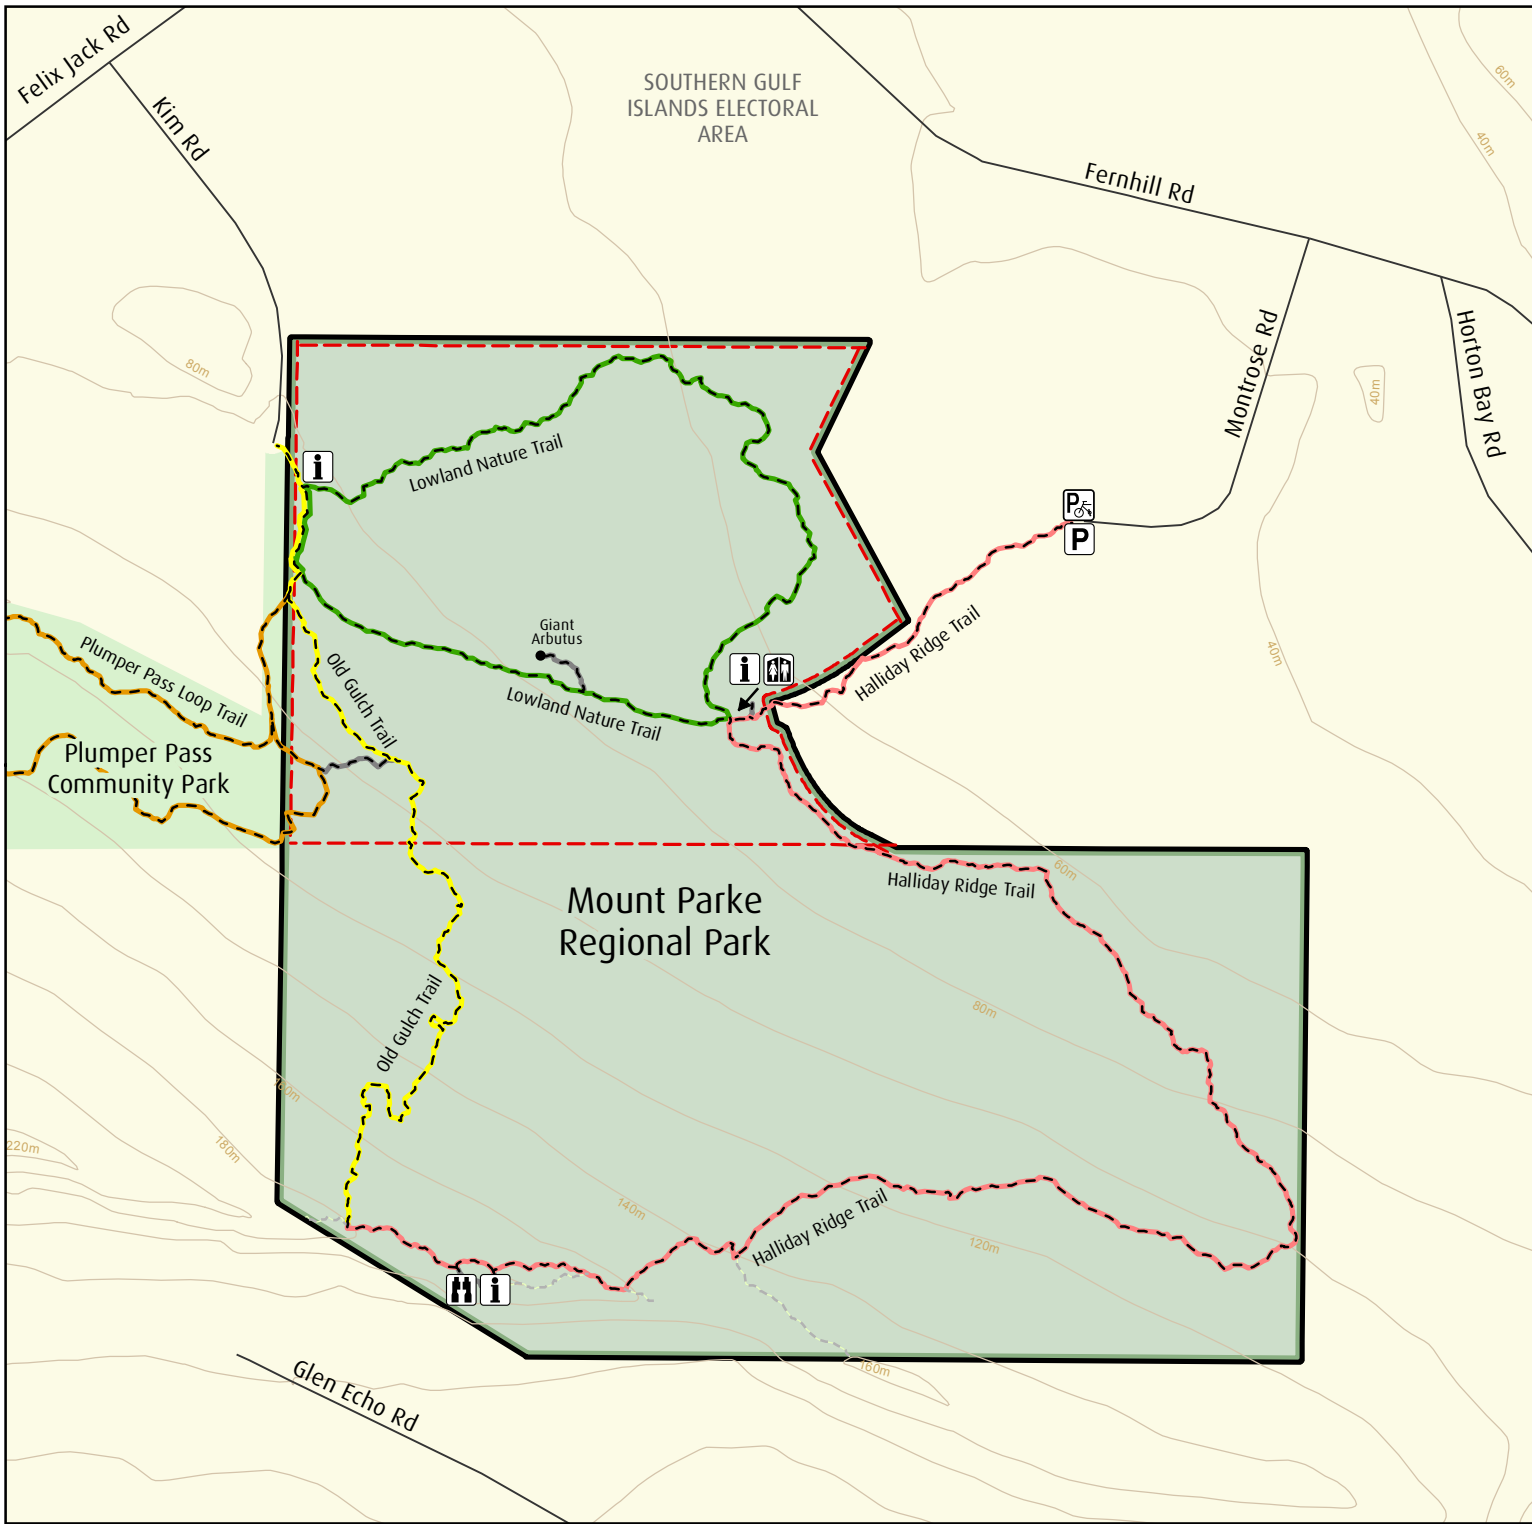 Felix Jack Rd
Kim Rd
SOUTHERN GULF
ISLANDS ELECTORAL
AREA
60m
40m
Fernhill Rd
Montrose Rd
Horton Bay Rd
80m
40m
i
Lowland Nature Trail
P
P
40m
Giant
Arbutus
Halliday Ridge Trail
i
Plumper Pass Loop Trail
Old Gulch Trail
Lowland Nature Trail
Plumper Pass
Community Park
60m
Halliday Ridge Trail
Mount Parke
Regional Park
Old Gulch Trail
80m
180m
220m
140m
120m
Halliday Ridge Trail
i
160m
Glen Echo Rd